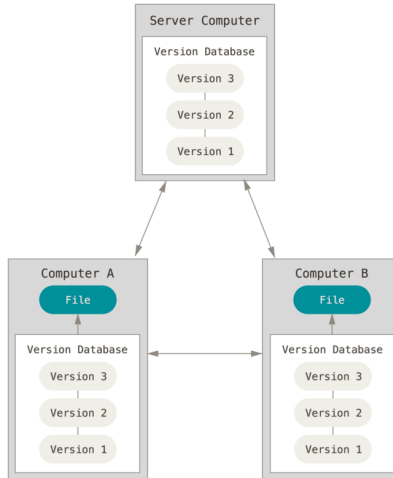 Server Computer
Version Database
Version 3
Version 2
Version 1
Computer A
File
Version Database
Version 3
Version 2
Version 1
Computer B
File
Version Database
Version 3
Version 2
Version 1